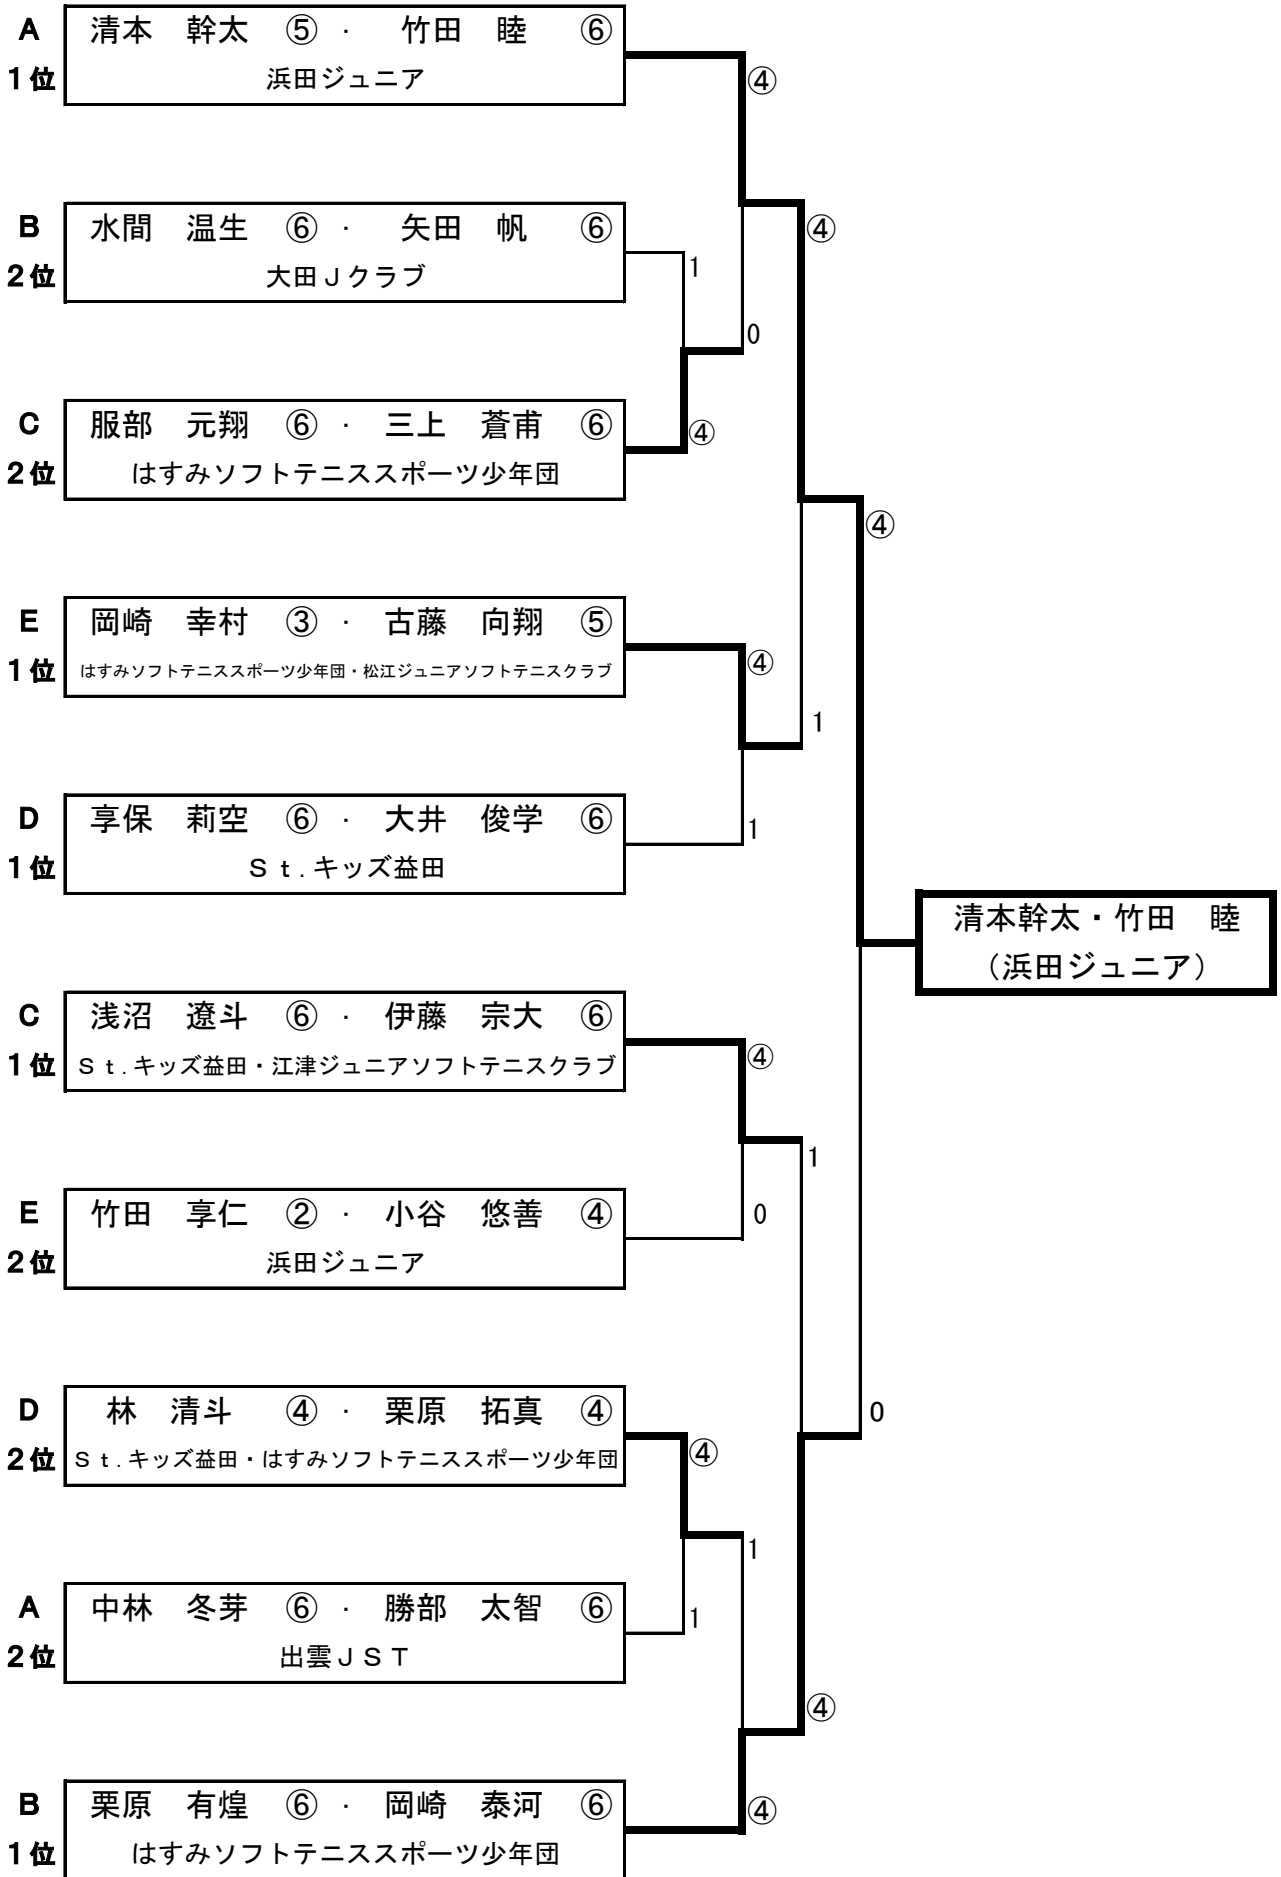 A 清本 幹太 ⑤ ・ 竹田 睦 ⑥
1位 浜田ジュニア
④
B 水間 温生 ⑥ ・ 矢田 帆 ⑥
④
2位 大田Jクラブ
1
0
C 服部 元翔 ⑥ ・ 三上 蒼甫 ⑥
④
2位 はすみソフトテニススポーツ少年団
④
E 岡崎 幸村 ③ ・ 古藤 向翔 ⑤
1位 はすみソフトテニススポーツ少年団・松江ジュニアソフトテニスクラブ
④
1
D 享保 莉空 ⑥ ・ 大井 俊学 ⑥
1
1位 St.キッズ益田
清本幹太・竹田 睦
(浜田ジュニア)
C 浅沼 遼斗 ⑥ ・ 伊藤 宗大 ⑥
1位 St.キッズ益田・江津ジュニアソフトテニスクラブ
④
1
E 竹田 享仁 ② ・ 小谷 悠善 ④
0
2位 浜田ジュニア
D 林 清斗 ④ ・ 栗原 拓真 ④
0
2位 St.キッズ益田・はすみソフトテニススポーツ少年団
④
1
A 中林 冬芽 ⑥ ・ 勝部 太智 ⑥
1
2位 出雲JST
④
B 栗原 有煌 ⑥ ・ 岡崎 泰河 ⑥
④
1位 はすみソフトテニススポーツ少年団